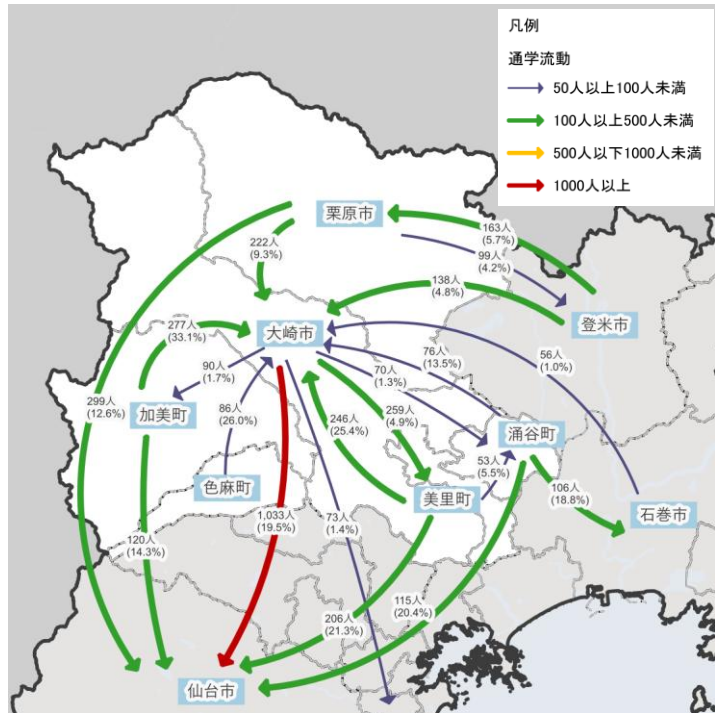 凡例
通学流動
50人以上100人未満
100人以上500人未満
500人以下1000人未満
1000人以上
栗原市
163人
(5.7%)
99人
(4.2%)
222人
(9.3%)
138人
(4.8%)
登米市
277人
(33.1%)
大崎市
76人
(13.5%)
56人
(1.0%)
90人
(1.7%)
70人
(1.3%)
299人
(12.6%)
加美町
86人
(26.0%)
246人
(25.4%)
259人
(4.9%)
涌谷町
53人
(5.5%)
色麻町
美里町
106人
(18.8%)
石巻市
1,033人
(19.5%)
73人
(1.4%)
120人
(14.3%)
206人
(21.3%)
115人
(20.4%)
仙台市